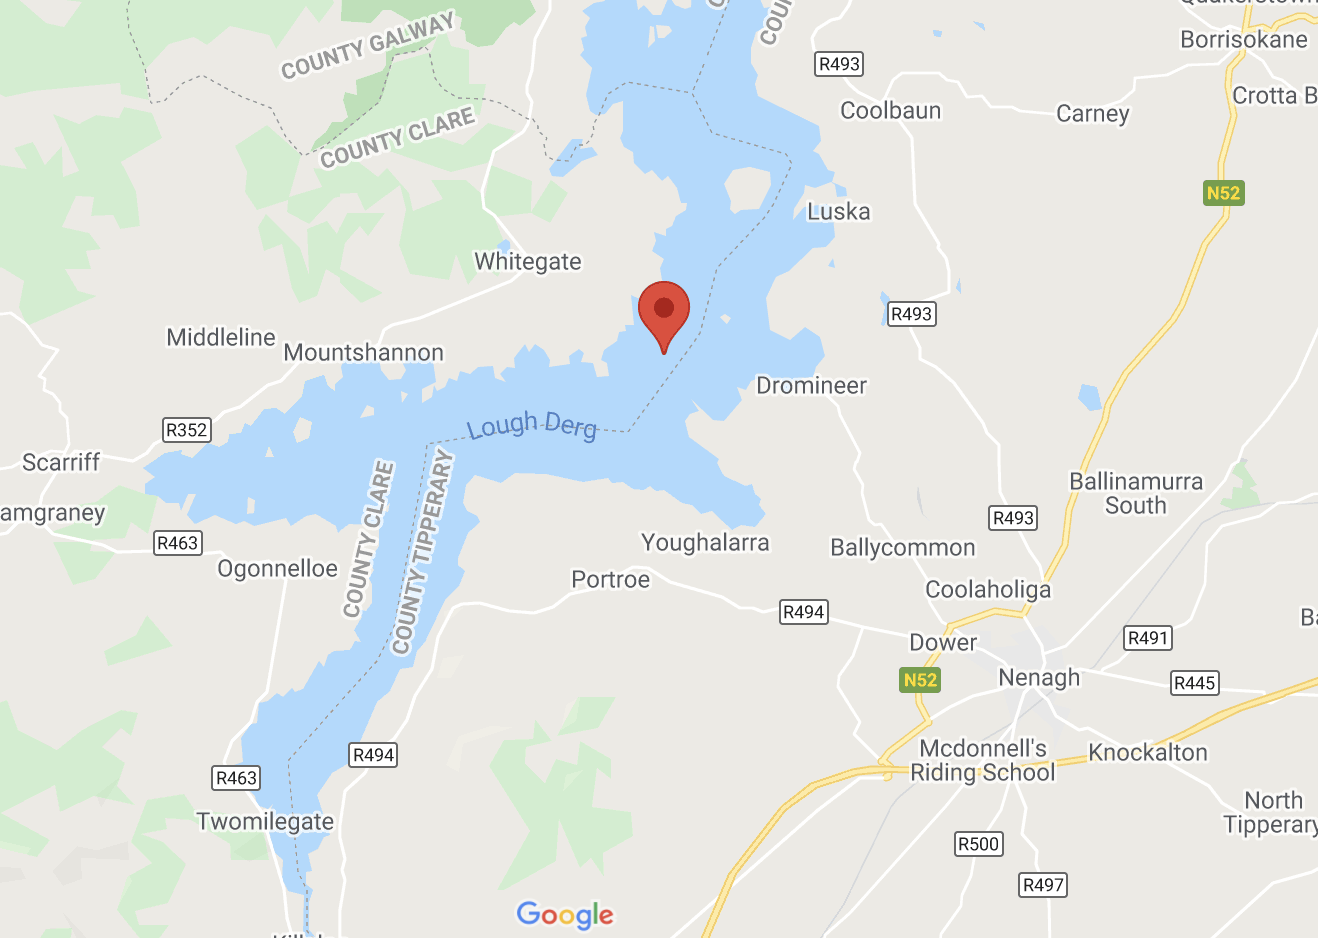 COUNTY GALWAY
COUNTY CLARE
R493
Borrisokane
Coolbaun
Carney
Crotta B
N52
Luska
Whitegate
R493
Middleline
Mountshannon
Dromineer
R352
Lough Derg
Scarriff
amgraney
COUNTY CLARE
COUNTY TIPPERARY
Ballinamurra
South
R493
R463
Ogonnelloe
Youghalarra
Ballycommon
Portroe
Coolaholiga
R494
Dower
R491
N52
Nenagh
R445
R494
Mcdonnell's
Riding School
Knockalton
R463
Twomilegate
North
Tipperary
R500
R497
Google